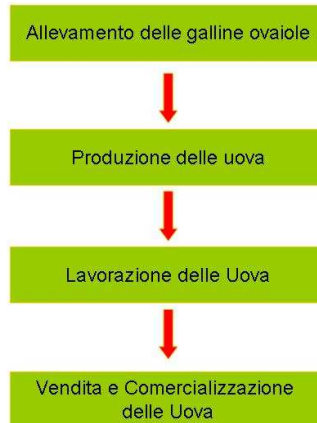 Allevamento delle galline ovaiole
Produzione delle uova
Lavorazione delle Uova
Vendita e Comercializzazione
delle Uova